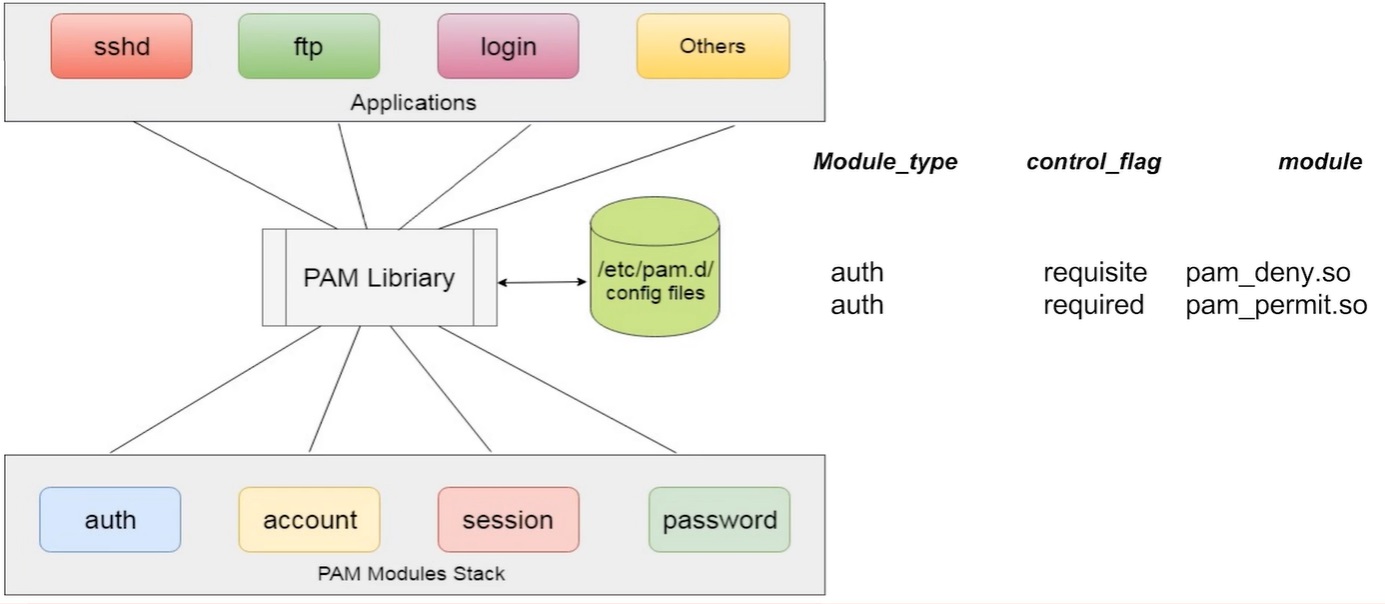 sshd ftp login Others
Applications
Module_type control_flag module
PAM Libriary
/etc/pam.d/
config files
auth requisite pam_deny.so
auth required pam_permit.so
auth account session password
PAM Modules Stack